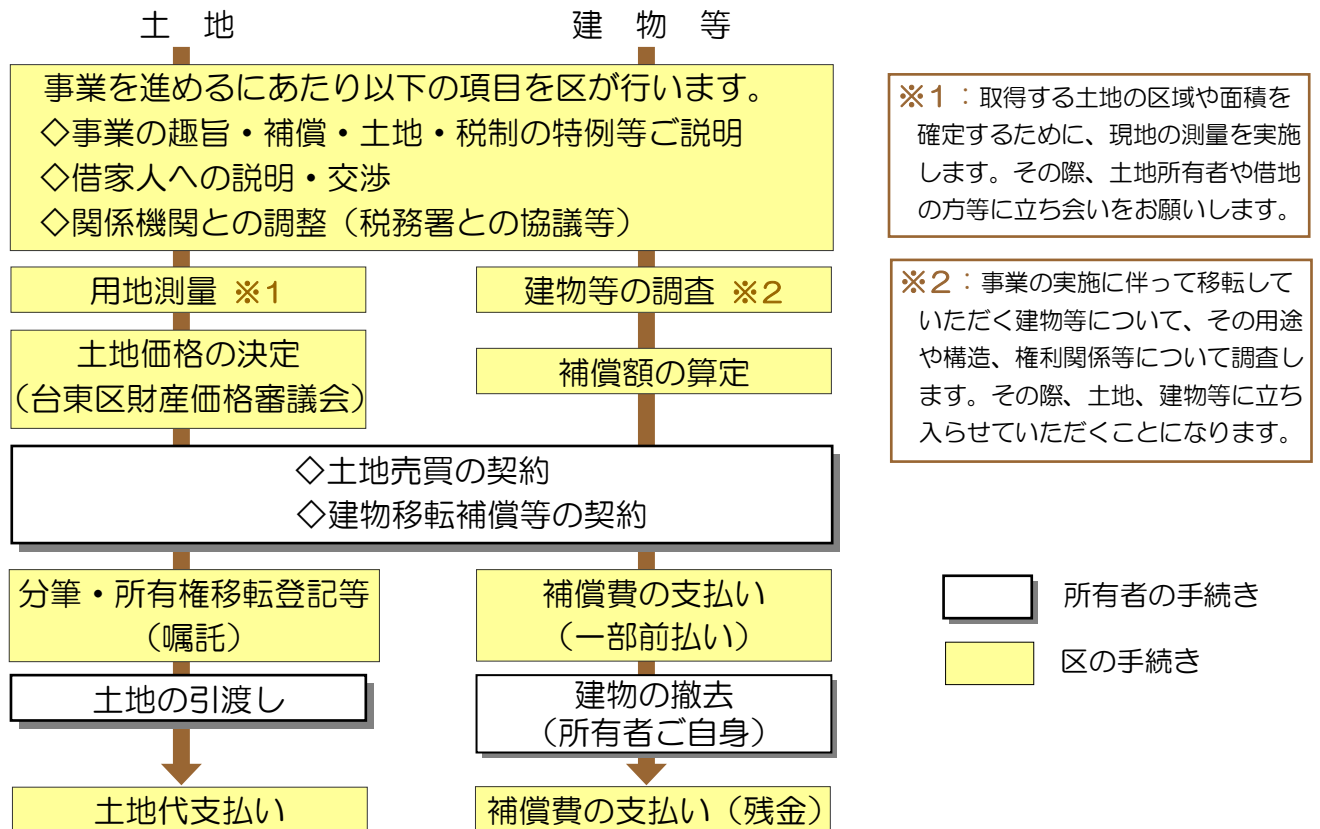 土 地
建 物 等
事業を進めるにあたり以下の項目を区が行います。
◇事業の趣旨・補償・土地・税制の特例等ご説明
◇借家人への説明・交渉
◇関係機関との調整（税務署との協議等）
用地測量 ※1
建物等の調査 ※2
土地価格の決定
（台東区財産価格審議会）
補償額の算定
◇土地売買の契約
◇建物移転補償等の契約
分筆・所有権移転登記等
（嘱託）
補償費の支払い
（一部前払い）
土地の引渡し
建物の撤去
（所有者ご自身）
土地代支払い
補償費の支払い（残金）
※１：取得する土地の区域や面積を
確定するために、現地の測量を実施
します。その際、土地所有者や借地
の方等に立ち会いをお願いします。
※２：事業の実施に伴って移転して
いただく建物等について、その用途
や構造、権利関係等について調査し
ます。その際、土地、建物等に立ち
入らせていただくことになります。
所有者の手続き
区の手続き